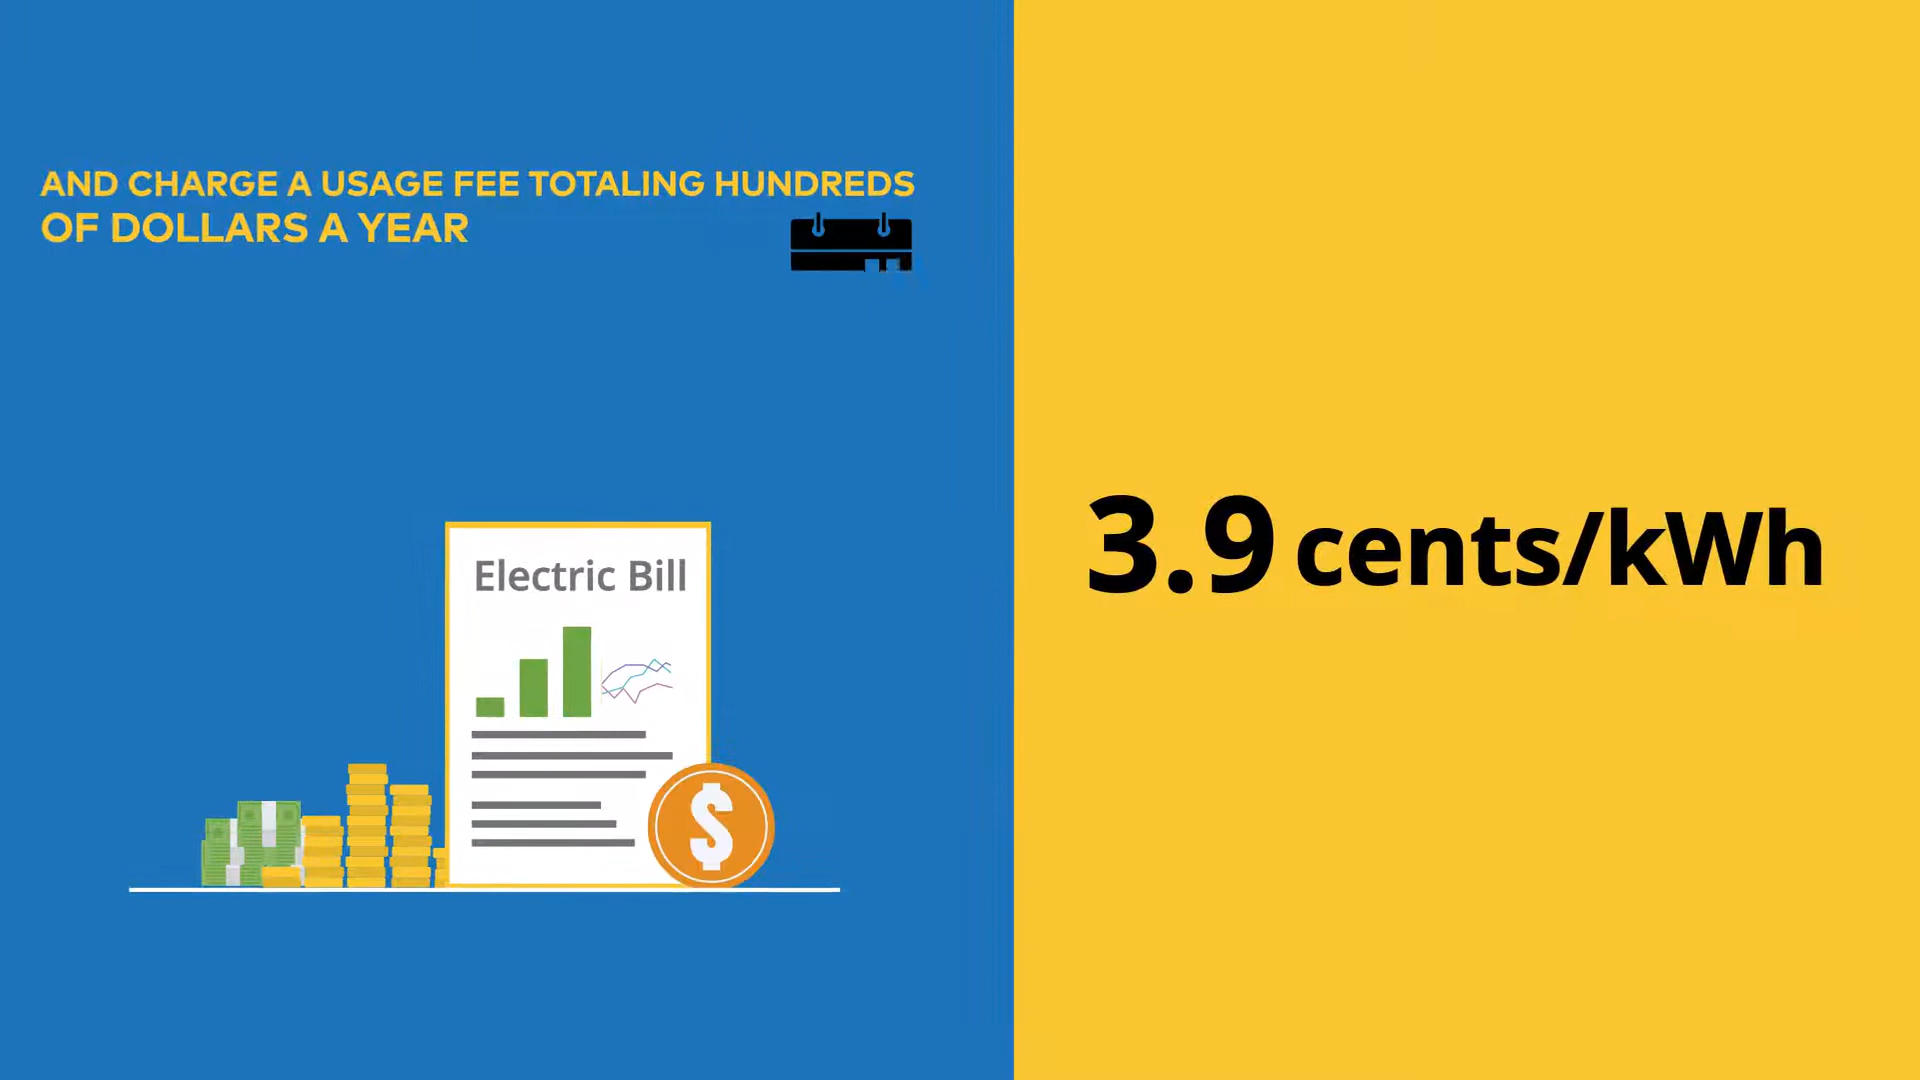 AND CHARGE A USAGE FEE TOTALING HUNDREDS
OF DOLLARS A YEAR
Electric Bill
$
3.9 cents/kWh